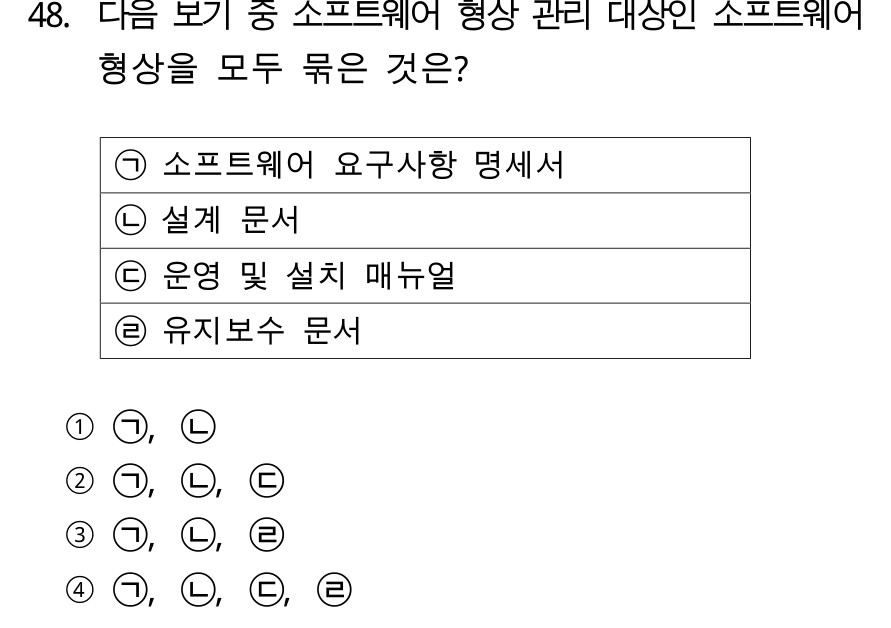 48. 다음 보기 중 소프트웨어 형상 관리 대상인 소프트웨어
형상을 모두 묶은 것은?
㉠ 소프트웨어 요구사항 명세서
㉡ 설계 문서
㉢ 운영 및 설치 매뉴얼
㉣ 유지보수 문서
① ㉠, ㉡
② ㉠, ㉡, ㉢
③ ㉠, ㉡, ㉣
④ ㉠, ㉡, ㉢, ㉣